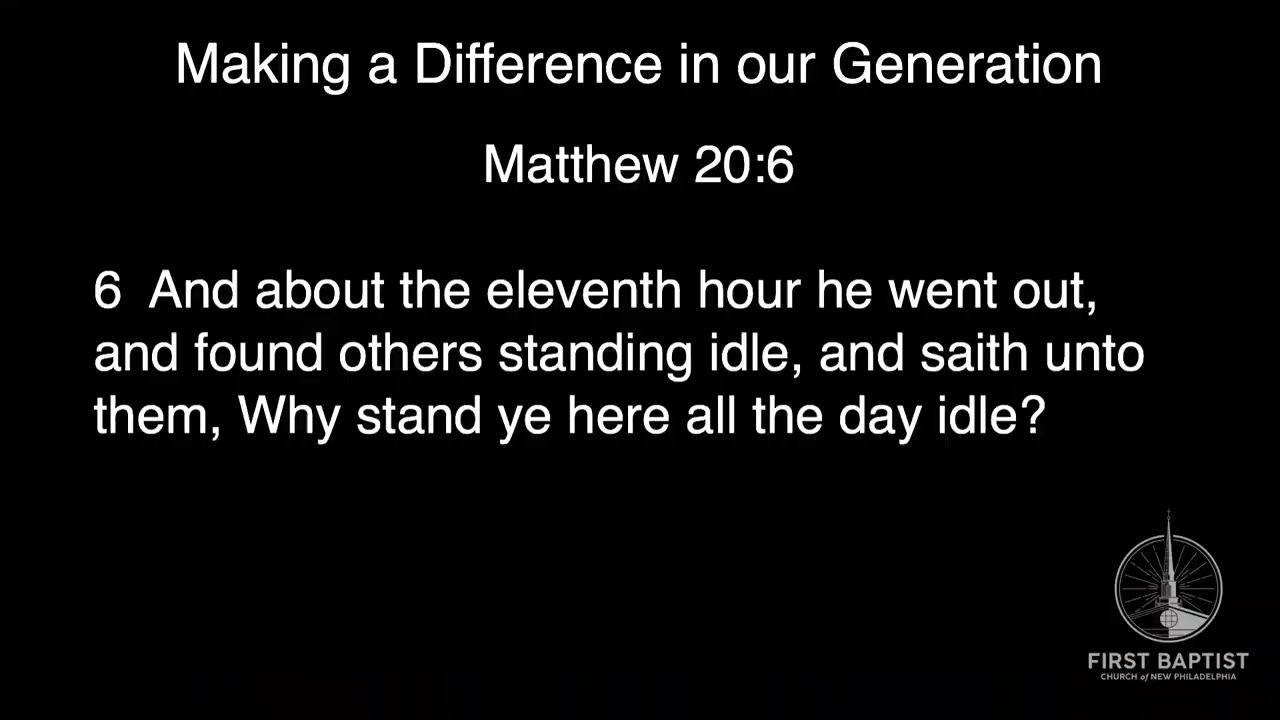 Making a Difference in our Generation
Matthew 20:6
6  And about the eleventh hour he went out,
and found others standing idle, and saith unto
them, Why stand ye here all the day idle?
FIRST BAPTIST
CHURCH of NEW PHILADELPHIA